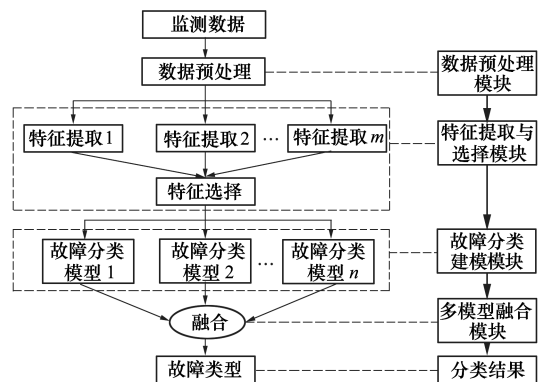 监测数据
数据预处理
特征提取1
特征提取2
…
特征提取m
特征选择
故障分类
模型1
故障分类
模型2
…
故障分类
模型n
融合
故障类型
数据预处理
模块
特征提取与
选择模块
故障分类
建模模块
多模型融合
模块
分类结果